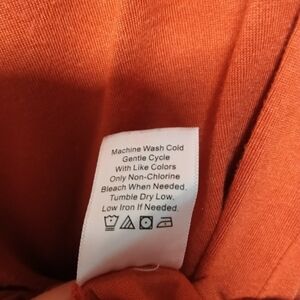 Machine Wash Cold
Gentle Cycle
With Like Colors
Only Non-Chlorine
Bleach When Needed.
Tumble Dry Low.
Low Iron If Needed.